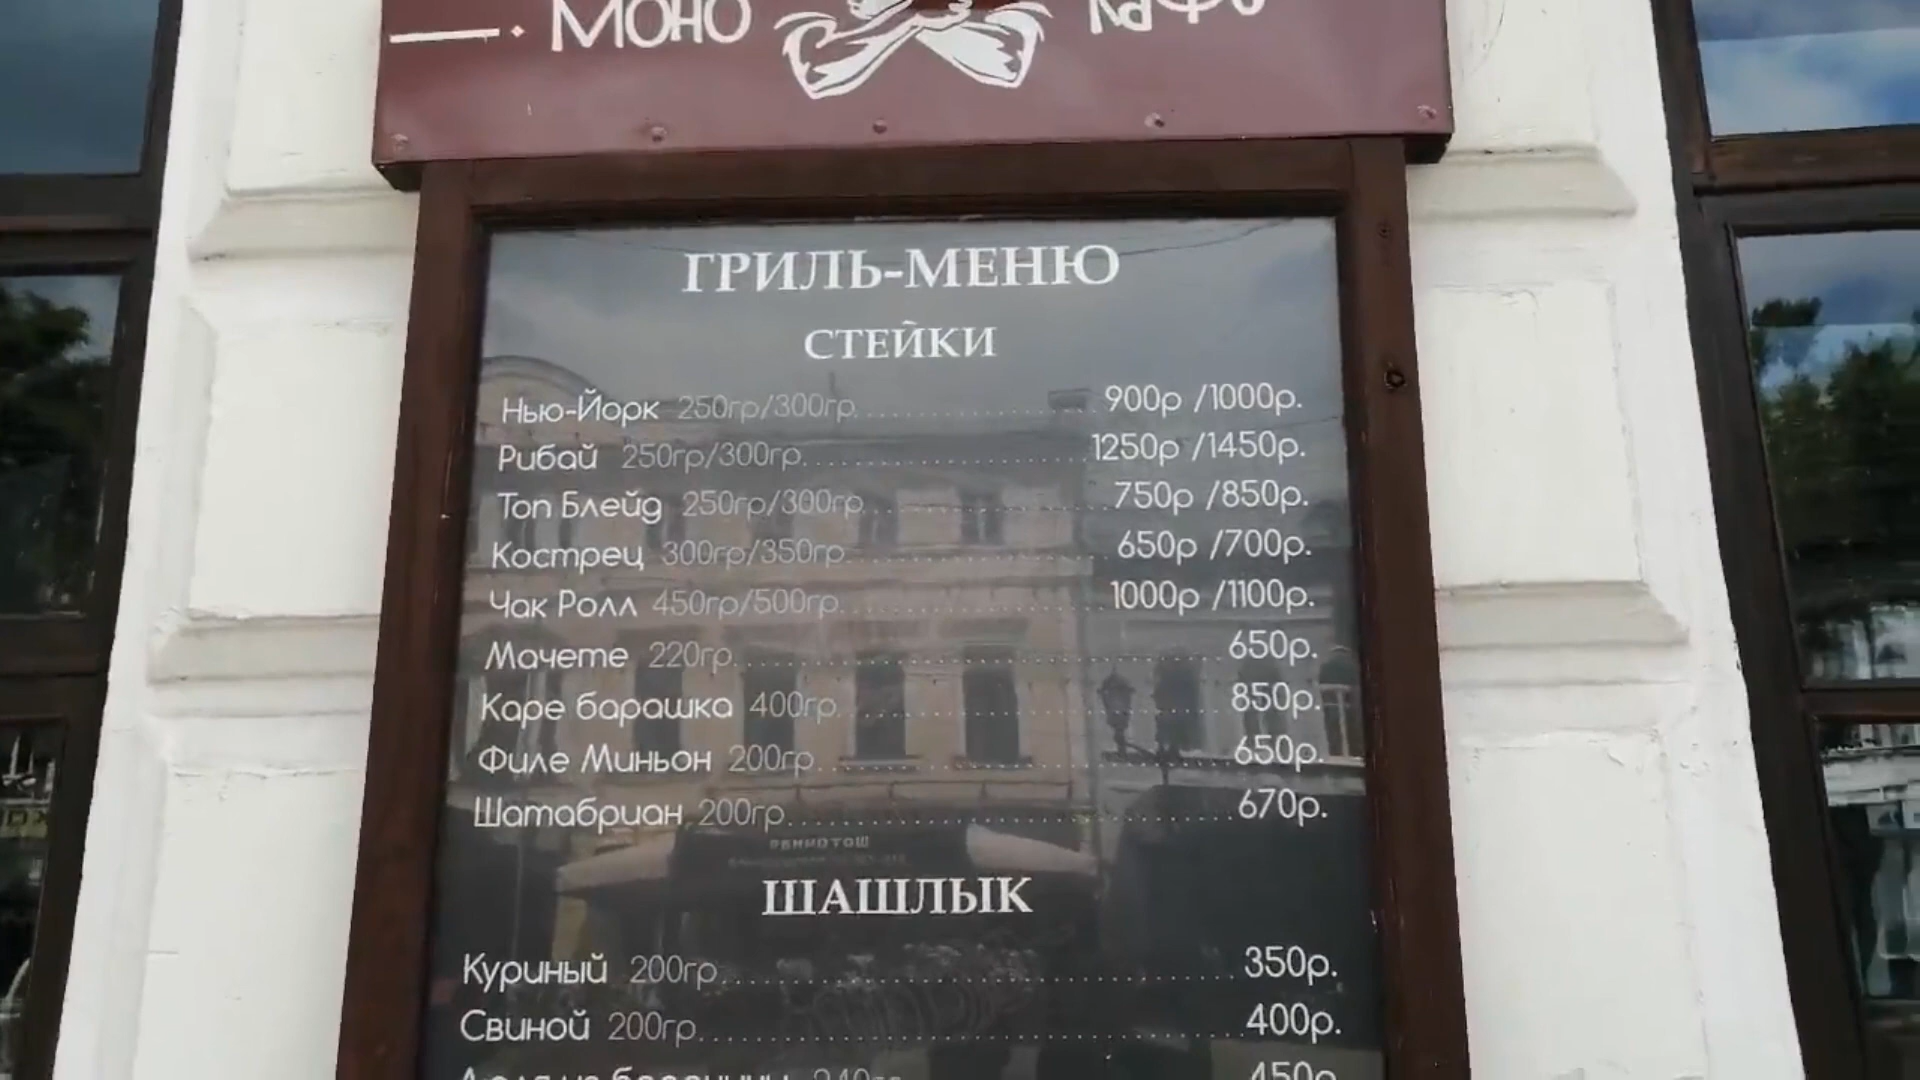 Моно кафе
ГРИЛЬ-МЕНЮ
СТЕЙКИ
Нью-Йорк 250гр/300гр 900р /1000р.
Рибай 250гр/300гр 1250р /1450р.
Топ Блейд 250гр/300гр 750р /850р.
Кострец 300гр/350гр 650р /700р.
Чак Ролл 450гр/500гр 1000р /1100р.
Мачете 220гр 650р.
Каре барашка 400гр 850р.
Филе Миньон 200гр 650р.
Шатабриан 200гр 670р.
ШАШЛЫК
Куриный 200гр 350р.
Свиной 200гр 400р.